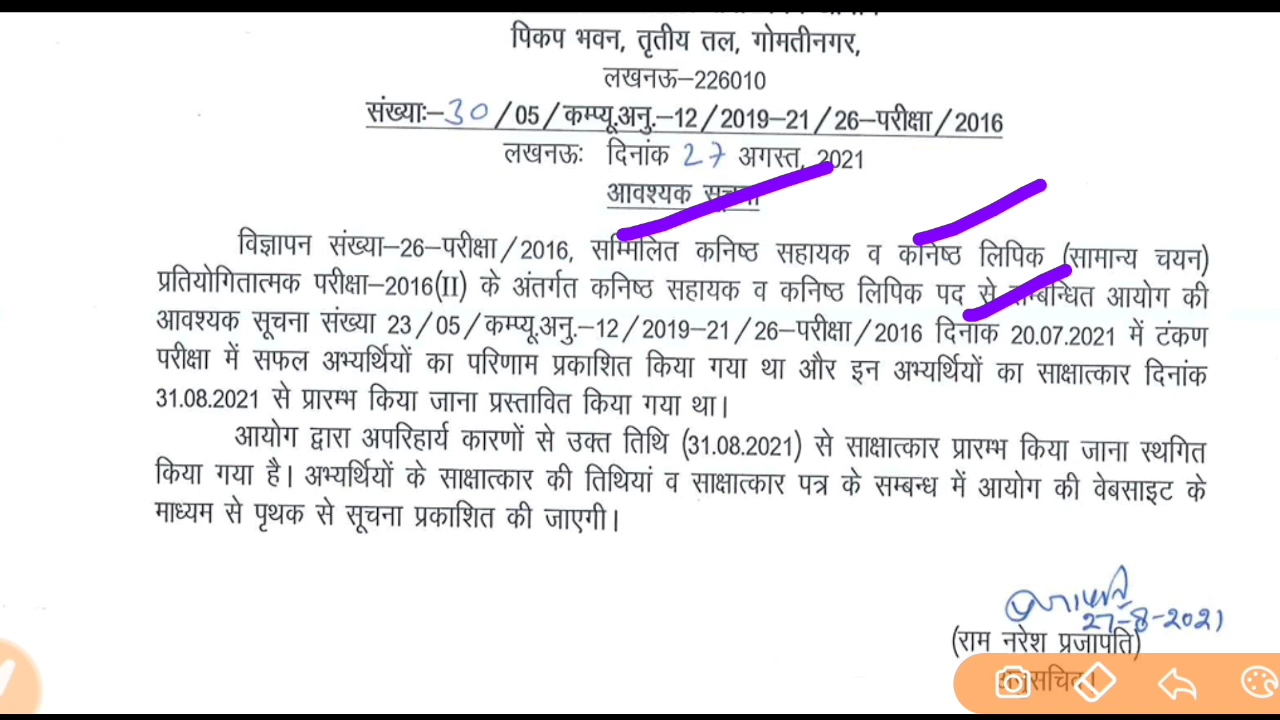 पिकप भवन, तृतीय तल, गोमतीनगर,
लखनऊ–226010
संख्याः–30/05/कम्प्यू.अनु.–12/2019–21/26–परीक्षा/2016
लखनऊः दिनांक 27 अगस्त, 2021
आवश्यक सूचना
विज्ञापन संख्या–26–परीक्षा/2016, सम्मिलित कनिष्ठ सहायक व कनिष्ठ लिपिक (सामान्य चयन)
प्रतियोगितात्मक परीक्षा–2016(II) के अंतर्गत कनिष्ठ सहायक व कनिष्ठ लिपिक पद से सम्बन्धित आयोग की
आवश्यक सूचना संख्या 23/05/कम्प्यू.अनु.–12/2019–21/26–परीक्षा/2016 दिनांक 20.07.2021 में टंकण
परीक्षा में सफल अभ्यर्थियों का परिणाम प्रकाशित किया गया था और इन अभ्यर्थियों का साक्षात्कार दिनांक
31.08.2021 से प्रारम्भ किया जाना प्रस्तावित किया गया था।
आयोग द्वारा अपरिहार्य कारणों से उक्त तिथि (31.08.2021) से साक्षात्कार प्रारम्भ किया जाना स्थगित
किया गया है। अभ्यर्थियों के साक्षात्कार की तिथियां व साक्षात्कार पत्र के सम्बन्ध में आयोग की वेबसाइट के
माध्यम से पृथक से सूचना प्रकाशित की जाएगी।
27-8-2021
(राम नरेश प्रजापति)
अनुसचिव।